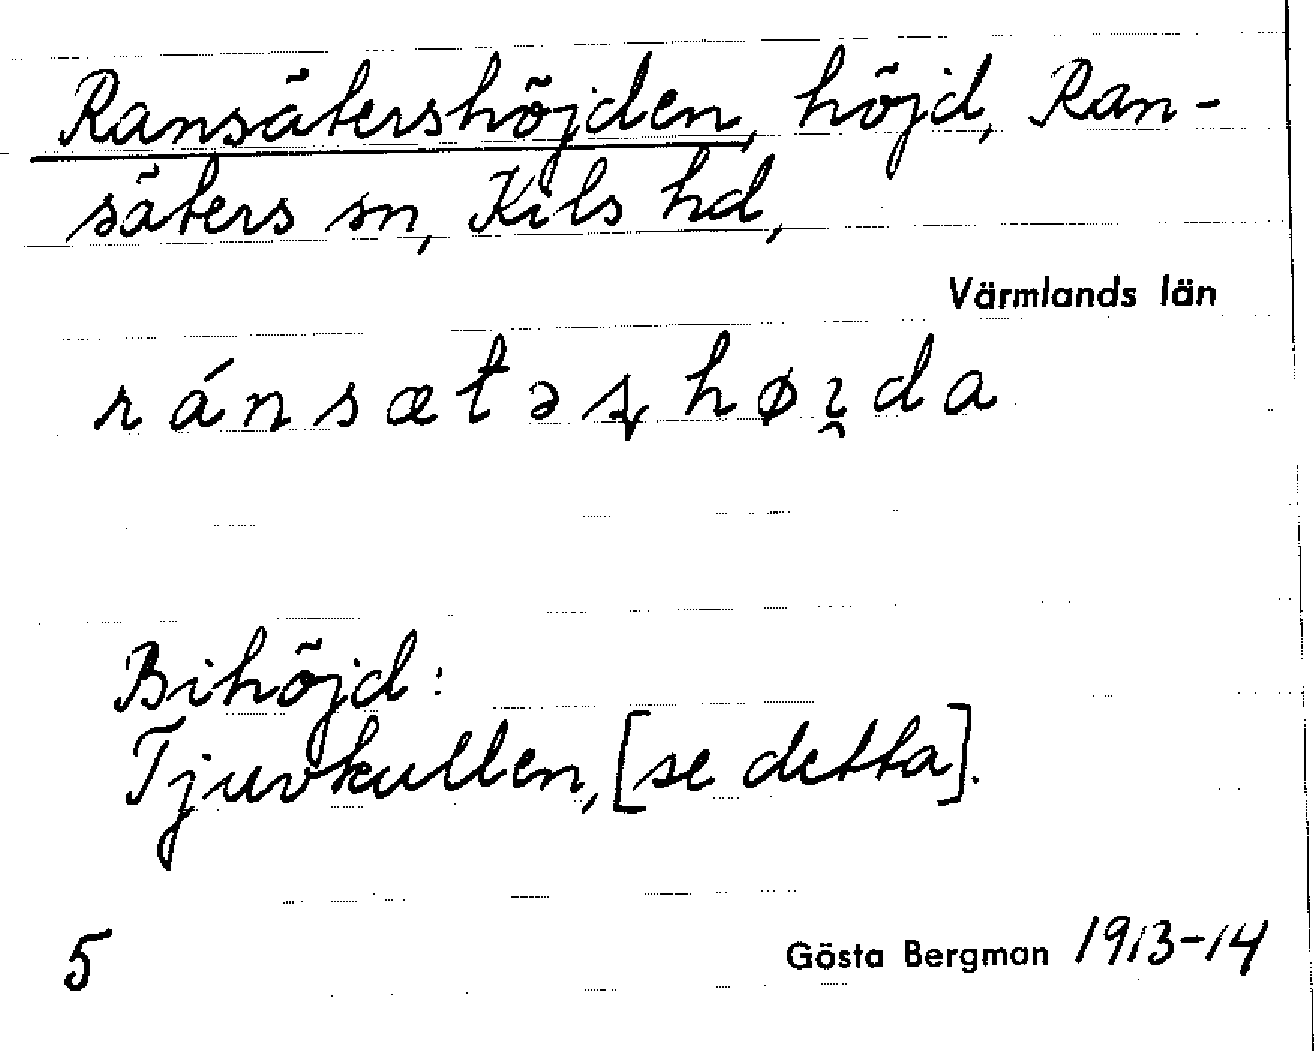 Ransätershöjden, höjd, Ran-
säters sn, Kils hd,
Värmlands län
ránsætəʂhøi̯da
Bihöjd:
Tjuvkullen, [se detta].
5
Gösta Bergman 1913-14